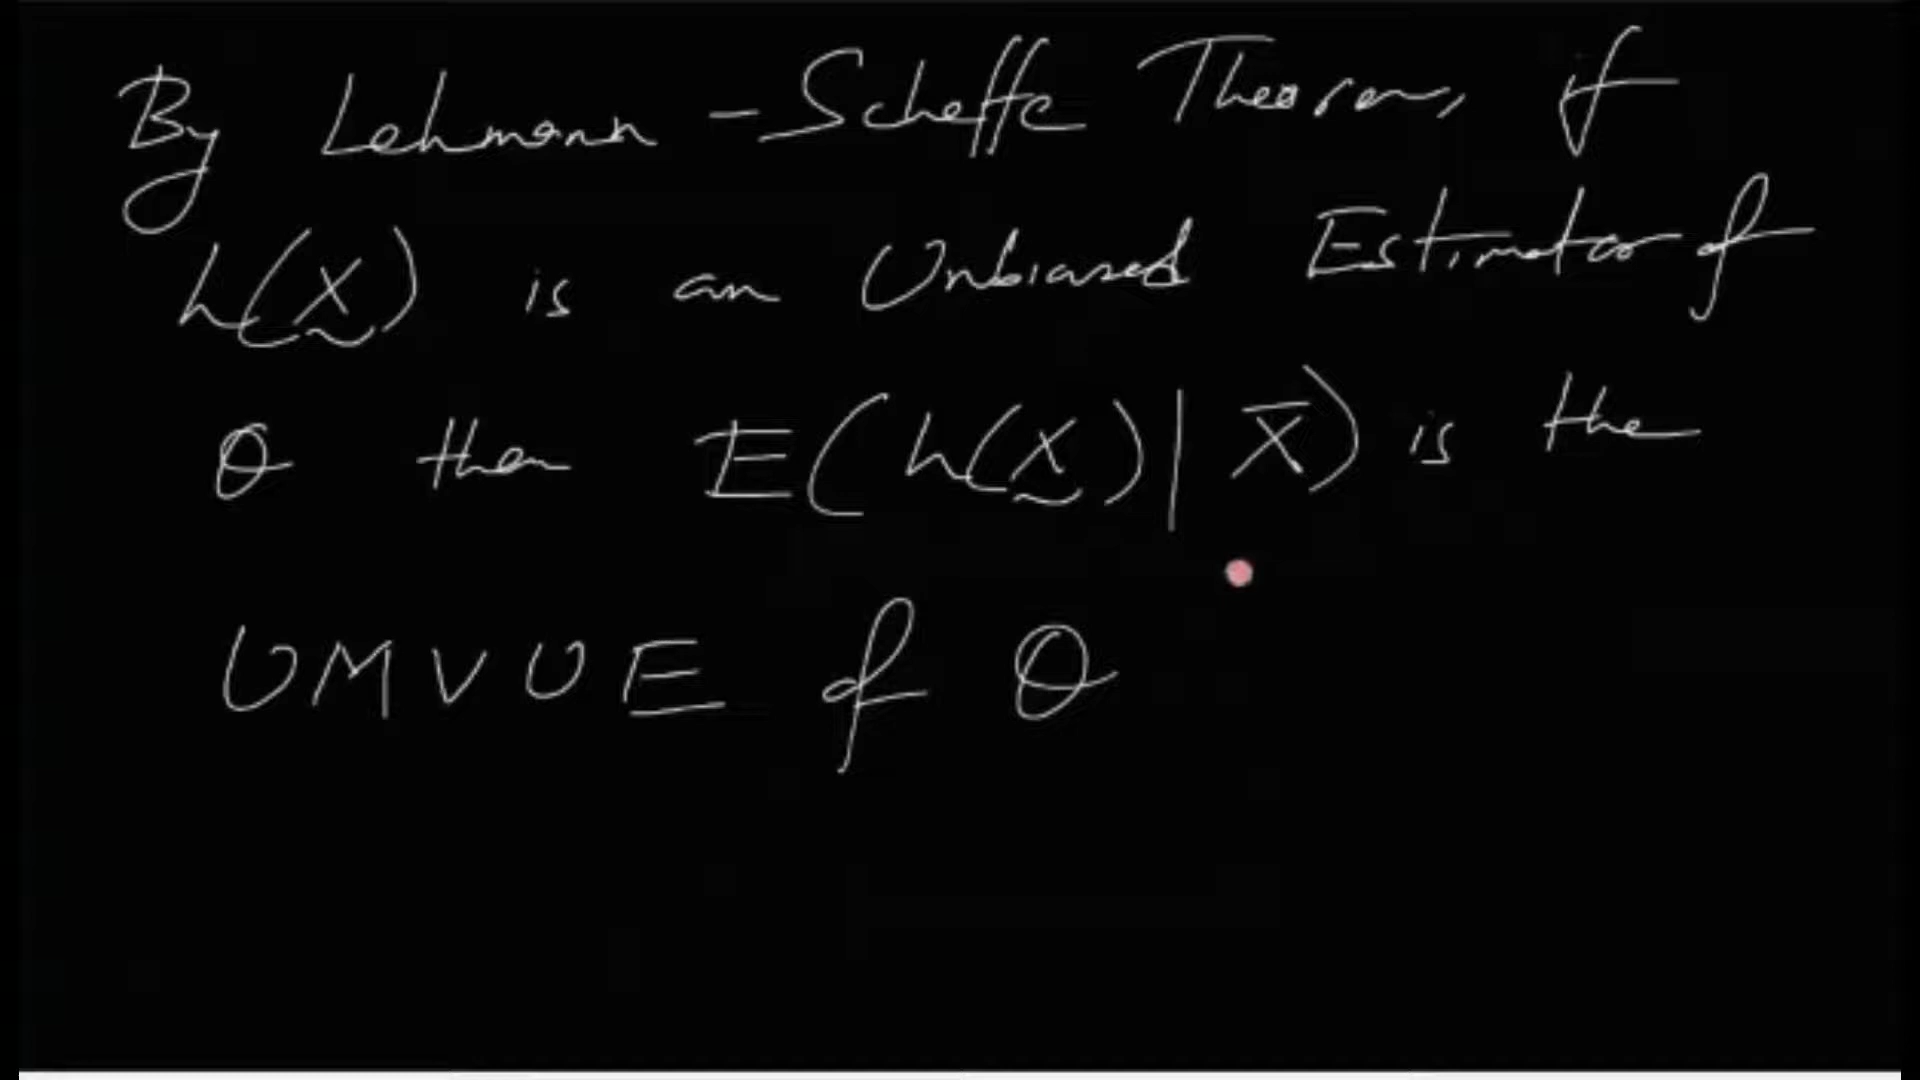 By Lehmann - Scheffe Theorem, if
h(X̰) is an Unbiased Estimator of
θ then E(h(X̰)| X̄) is the
UMVUE of θ